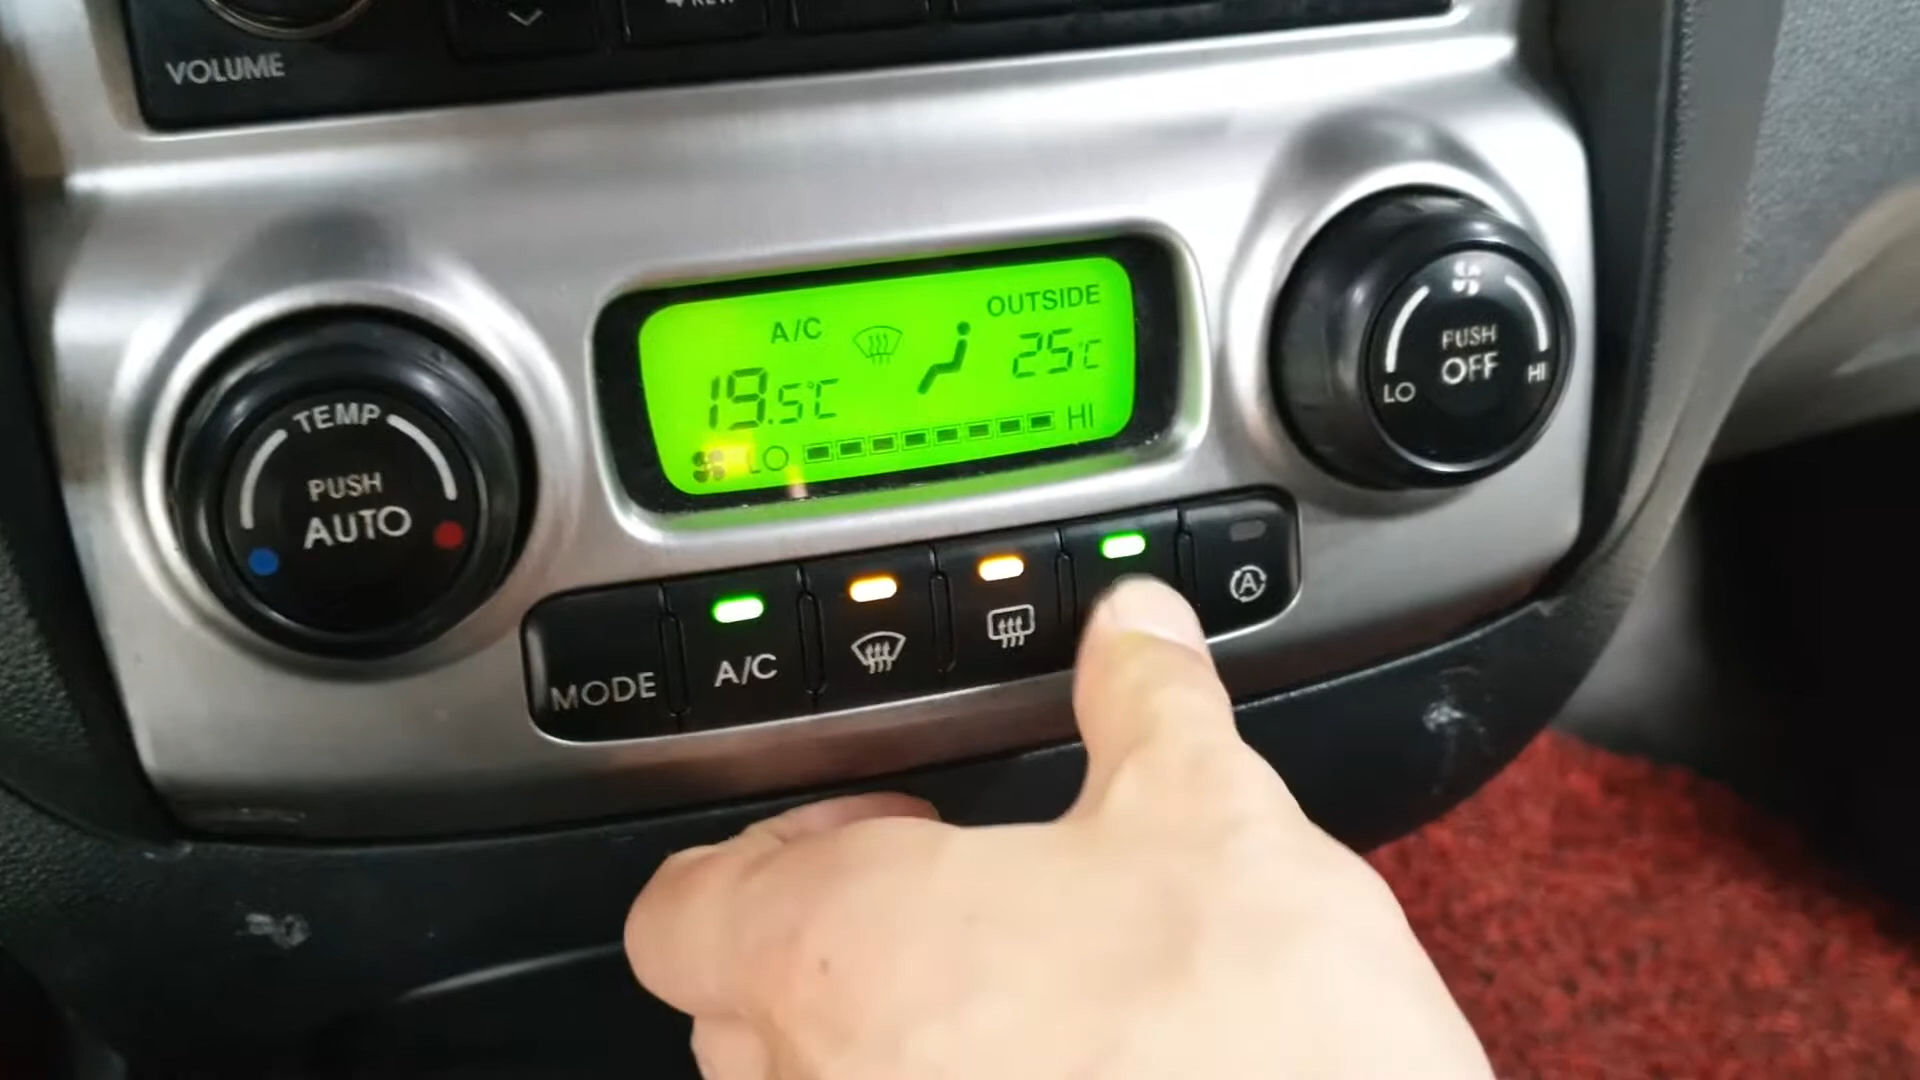 VOLUME
A/C
OUTSIDE
19.5°C
25°C
LO
HI
TEMP
PUSH
AUTO
PUSH
OFF
LO
HI
MODE
A/C
A